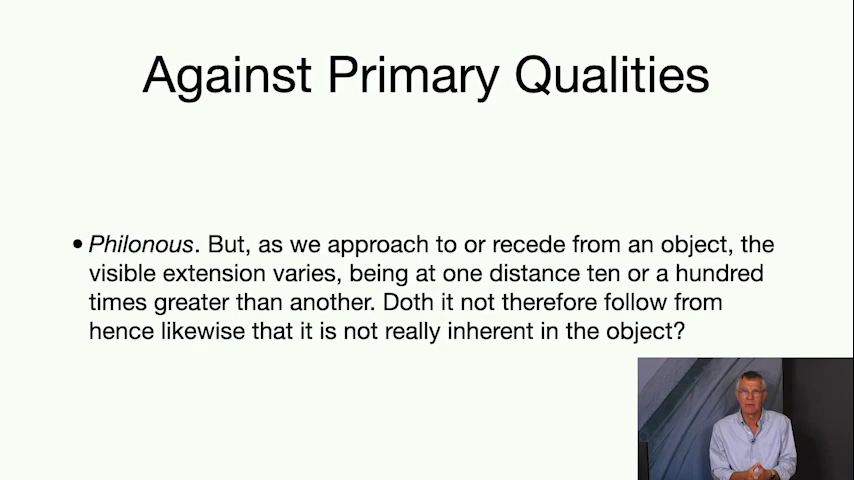 Against Primary Qualities
• Philonous. But, as we approach to or recede from an object, the
visible extension varies, being at one distance ten or a hundred
times greater than another. Doth it not therefore follow from
hence likewise that it is not really inherent in the object?